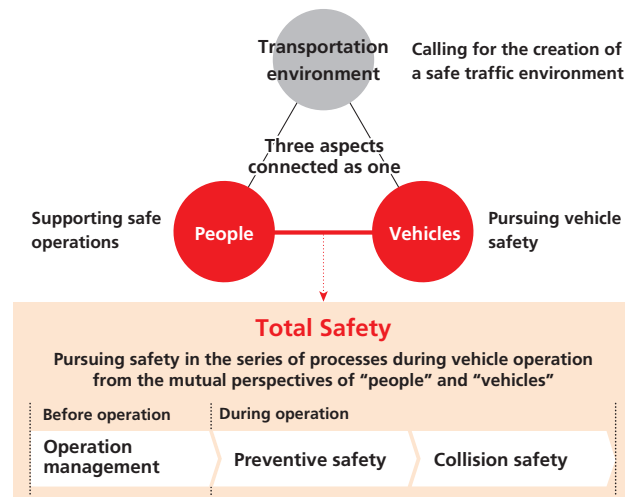 Transportation
environment
Calling for the creation of
a safe traffic environment
Three aspects
connected as one
Supporting safe
operations
People
Vehicles
Pursuing vehicle
safety
Total Safety
Pursuing safety in the series of processes during vehicle operation
from the mutual perspectives of “people” and “vehicles”
Before operation
During operation
Operation
management
Preventive safety
Collision safety